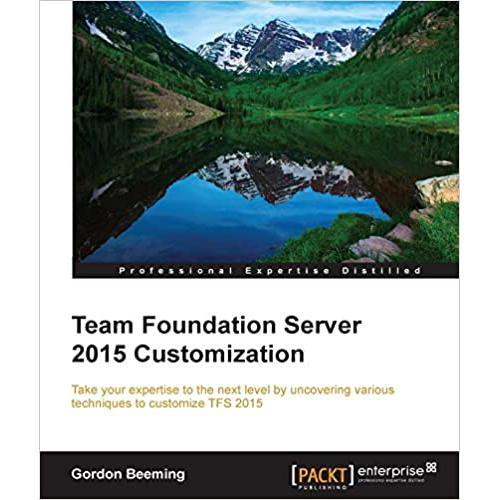 Professional Expertise Distilled
Team Foundation Server
2015 Customization
Take your expertise to the next level by uncovering various
techniques to customize TFS 2015
Gordon Beeming
[PACKT] enterprise
PUBLISHING professional expertise distilled